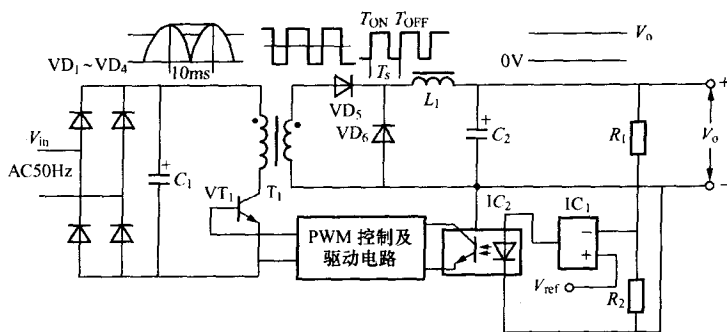 T_ON T_OFF
V_o
0V
VD₁~VD₄
10ms
T_s
+
VD₅
L₁
V_in
VD₆
+
C₂
R₁
V_o
AC50Hz
+
C₁
−
VT₁
T₁
IC₂
IC₁
PWM 控制及
驱动电路
−
+
V_ref
R₂